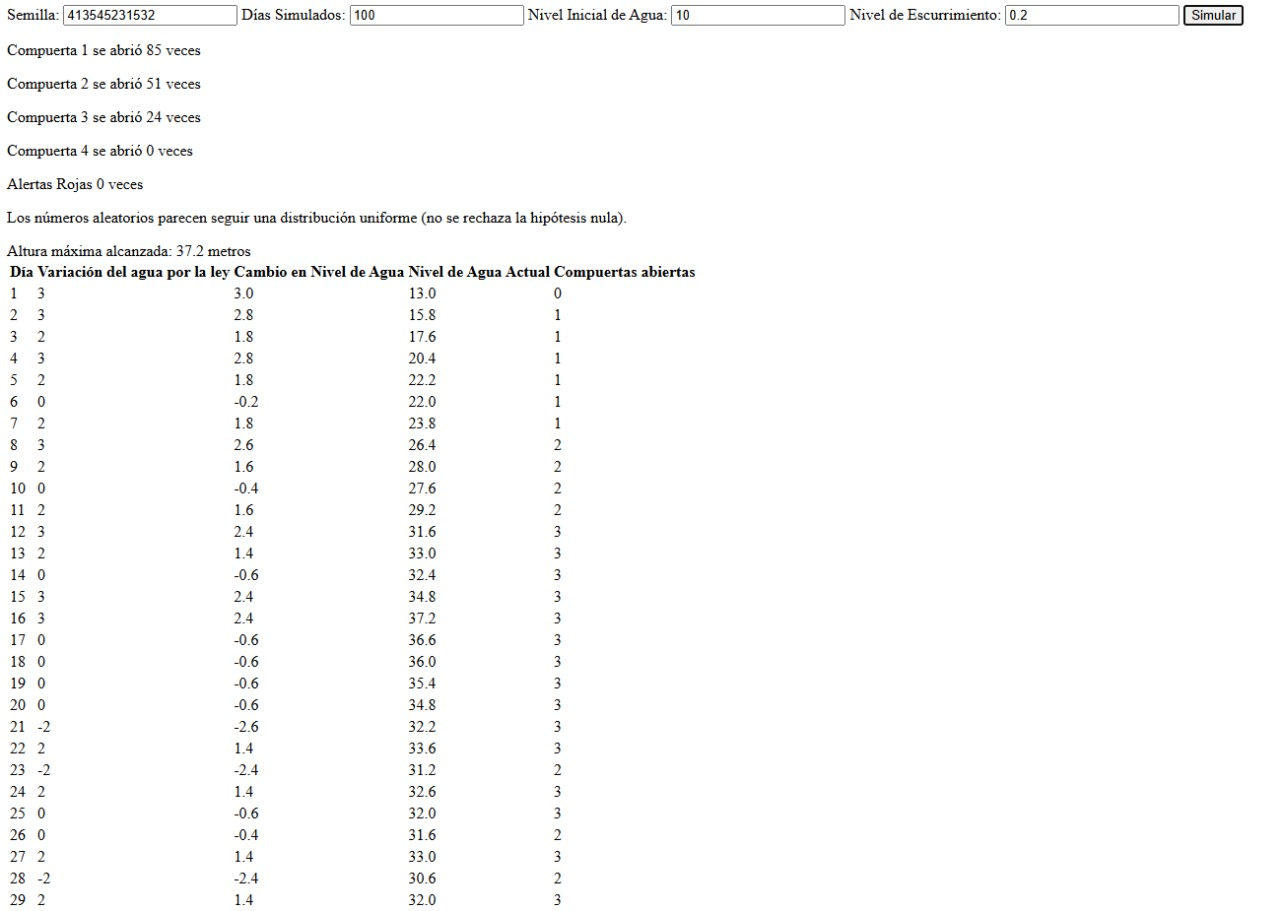 Semilla: 413545231532 Días Simulados: 100 Nivel Inicial de Agua: 10 Nivel de Escurrimiento: 0.2 Simular
Compuerta 1 se abrió 85 veces
Compuerta 2 se abrió 51 veces
Compuerta 3 se abrió 24 veces
Compuerta 4 se abrió 0 veces
Alertas Rojas 0 veces
Los números aleatorios parecen seguir una distribución uniforme (no se rechaza la hipótesis nula).
Altura máxima alcanzada: 37.2 metros
Día Variación del agua por la ley Cambio en Nivel de Agua Nivel de Agua Actual Compuertas abiertas
1 3 3.0 13.0 0
2 3 2.8 15.8 1
3 2 1.8 17.6 1
4 3 2.8 20.4 1
5 2 1.8 22.2 1
6 0 -0.2 22.0 1
7 2 1.8 23.8 1
8 3 2.6 26.4 2
9 2 1.6 28.0 2
10 0 -0.4 27.6 2
11 2 1.6 29.2 2
12 3 2.4 31.6 3
13 2 1.4 33.0 3
14 0 -0.6 32.4 3
15 3 2.4 34.8 3
16 3 2.4 37.2 3
17 0 -0.6 36.6 3
18 0 -0.6 36.0 3
19 0 -0.6 35.4 3
20 0 -0.6 34.8 3
21 -2 -2.6 32.2 3
22 2 1.4 33.6 3
23 -2 -2.4 31.2 2
24 2 1.4 32.6 3
25 0 -0.6 32.0 3
26 0 -0.4 31.6 2
27 2 1.4 33.0 3
28 -2 -2.4 30.6 2
29 2 1.4 32.0 3